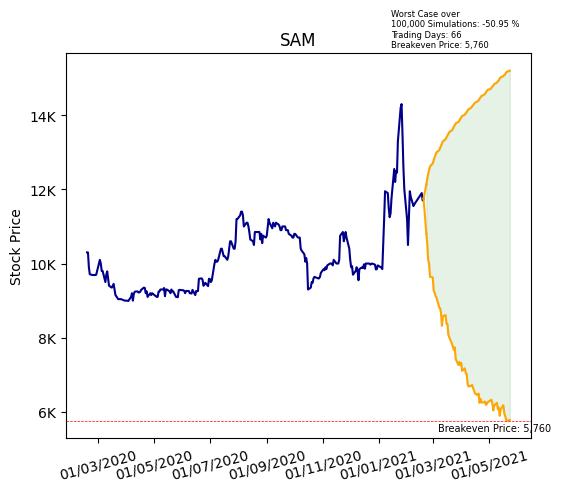 Worst Case over
100,000 Simulations: -50.95 %
Trading Days: 66
Breakeven Price: 5,760
SAM
Stock Price
14K
12K
10K
8K
6K
Breakeven Price: 5,760
01/03/2020
01/05/2020
01/07/2020
01/09/2020
01/11/2020
01/01/2021
01/03/2021
01/05/2021